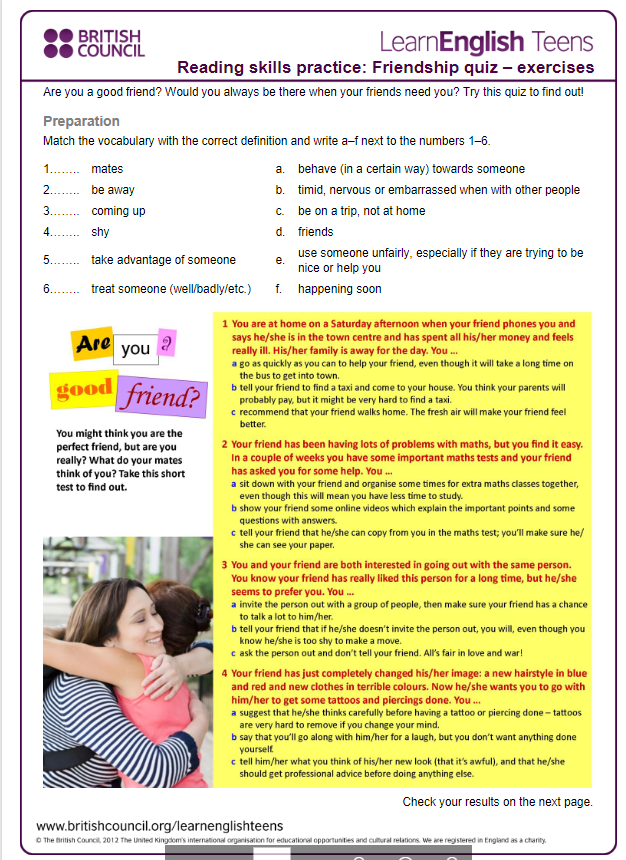 BRITISH
COUNCIL
LearnEnglish Teens
Reading skills practice: Friendship quiz – exercises
Are you a good friend? Would you always be there when your friends need you? Try this quiz to find out!
Preparation
Match the vocabulary with the correct definition and write a–f next to the numbers 1–6.
1........ mates a. behave (in a certain way) towards someone
2........ be away b. timid, nervous or embarrassed when with other people
3........ coming up c. be on a trip, not at home
4........ shy d. friends
5........ take advantage of someone e. use someone unfairly, especially if they are trying to be
nice or help you
6........ treat someone (well/badly/etc.) f. happening soon
Are you a
good friend?
You might think you are the
perfect friend, but are you
really? What do your mates
think of you? Take this short
test to find out.
1 You are at home on a Saturday afternoon when your friend phones you and
says he/she is in the town centre and has spent all his/her money and feels
really ill. His/her family is away for the day. You ...
a go as quickly as you can to help your friend, even though it will take a long time on
the bus to get into town.
b tell your friend to find a taxi and come to your house. You think your parents will
probably pay, but it might be very hard to find a taxi.
c recommend that your friend walks home. The fresh air will make your friend feel
better.
2 Your friend has been having lots of problems with maths, but you find it easy.
In a couple of weeks you have some important maths tests and your friend
has asked you for some help. You ...
a sit down with your friend and organise some times for extra maths classes together,
even though this will mean you have less time to study.
b show your friend some online videos which explain the important points and some
questions with answers.
c tell your friend that he/she can copy from you in the maths test; you'll make sure he/
she can see your paper.
3 You and your friend are both interested in going out with the same person.
You know your friend has really liked this person for a long time, but he/she
seems to prefer you. You ...
a invite the person out with a group of people, then make sure your friend has a chance
to talk a lot to him/her.
b tell your friend that if he/she doesn't invite the person out, you will, even though you
know he/she is too shy to make a move.
c ask the person out and don't tell your friend. All's fair in love and war!
4 Your friend has just completely changed his/her image: a new hairstyle in blue
and red and new clothes in terrible colours. Now he/she wants you to go with
him/her to get some tattoos and piercings done. You ...
a suggest that he/she thinks carefully before having a tattoo or piercing done – tattoos
are very hard to remove if you change your mind.
b say that you'll go along with him/her for a laugh, but you don't want anything done
yourself.
c tell him/her what you think of his/her new look (that it's awful), and that he/she
should get professional advice before doing anything else.
Check your results on the next page.
www.britishcouncil.org/learnenglishteens
© The British Council, 2012 The United Kingdom's international organisation for educational opportunities and cultural relations. We are registered in England as a charity.